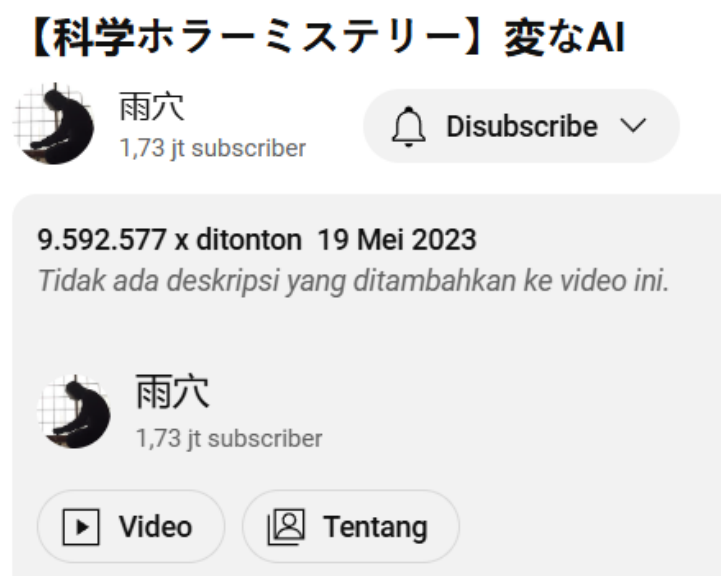 【科学ホラーミステリー】変なAI
雨穴
1,73 jt subscriber
Disubscribe
9.592.577 x ditonton 19 Mei 2023
Tidak ada deskripsi yang ditambahkan ke video ini.
雨穴
1,73 jt subscriber
Video
Tentang